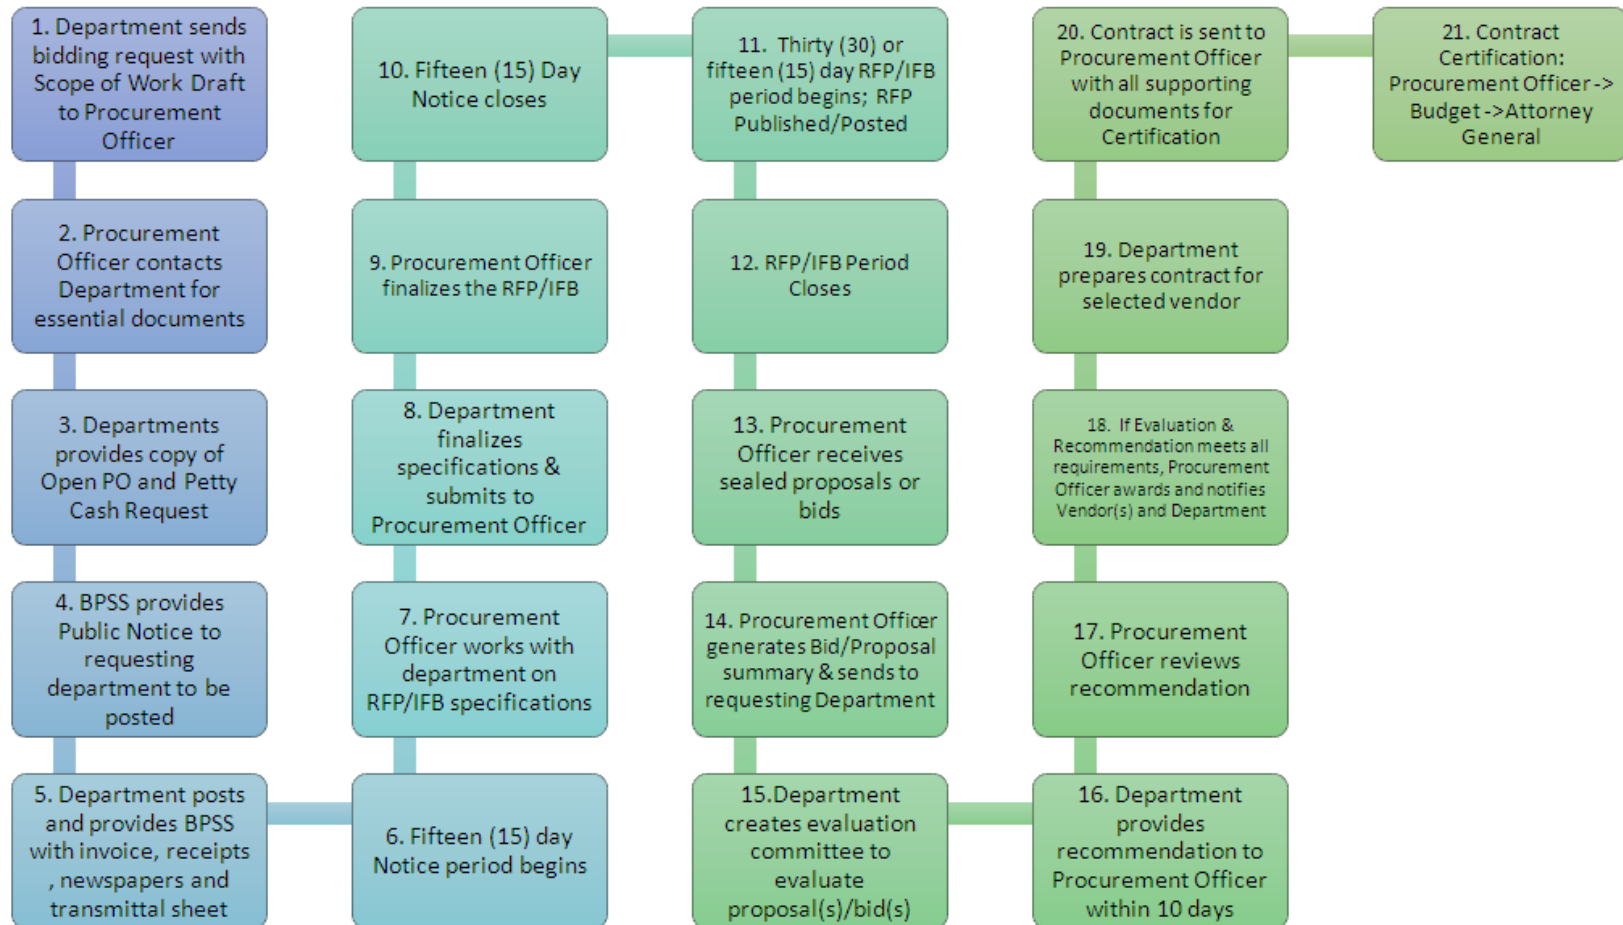 1. Department sends
bidding request with
Scope of Work Draft
to Procurement
Officer
2. Procurement
Officer contacts
Department for
essential documents
3. Departments
provides copy of
Open PO and Petty
Cash Request
4. BPSS provides
Public Notice to
requesting
department to be
posted
5. Department posts
and provides BPSS
with invoice, receipts
, newspapers and
transmittal sheet
6. Fifteen (15) day
Notice period begins
7. Procurement
Officer works with
department on
RFP/IFB specifications
8. Department
finalizes
specifications &
submits to
Procurement Officer
9. Procurement Officer
finalizes the RFP/IFB
10. Fifteen (15) Day
Notice closes
11. Thirty (30) or
fifteen (15) day RFP/IFB
period begins; RFP
Published/Posted
12. RFP/IFB Period
Closes
13. Procurement
Officer receives
sealed proposals or
bids
14. Procurement Officer
generates Bid/Proposal
summary & sends to
requesting Department
15.Department
creates evaluation
committee to
evaluate
proposal(s)/bid(s)
16. Department
provides
recommendation to
Procurement Officer
within 10 days
17. Procurement
Officer reviews
recommendation
18. If Evaluation &
Recommendation meets all
requirements, Procurement
Officer awards and notifies
Vendor(s) and Department
19. Department
prepares contract for
selected vendor
20. Contract is sent to
Procurement Officer
with all supporting
documents for
Certification
21. Contract
Certification:
Procurement Officer ->
Budget ->Attorney
General